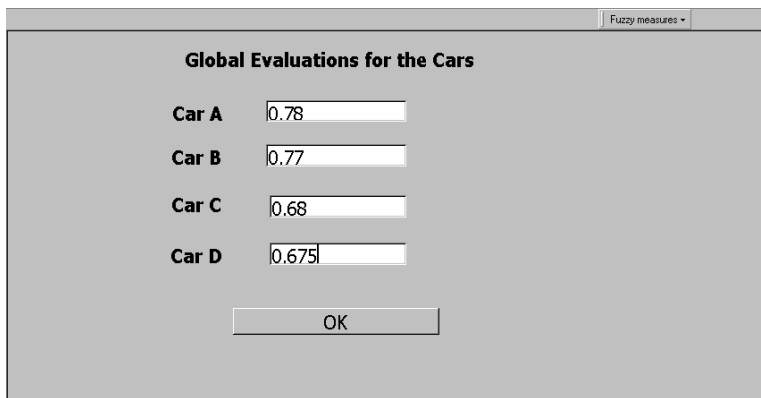 Fuzzy measures
Global Evaluations for the Cars
Car A 0.78
Car B 0.77
Car C 0.68
Car D 0.675
OK